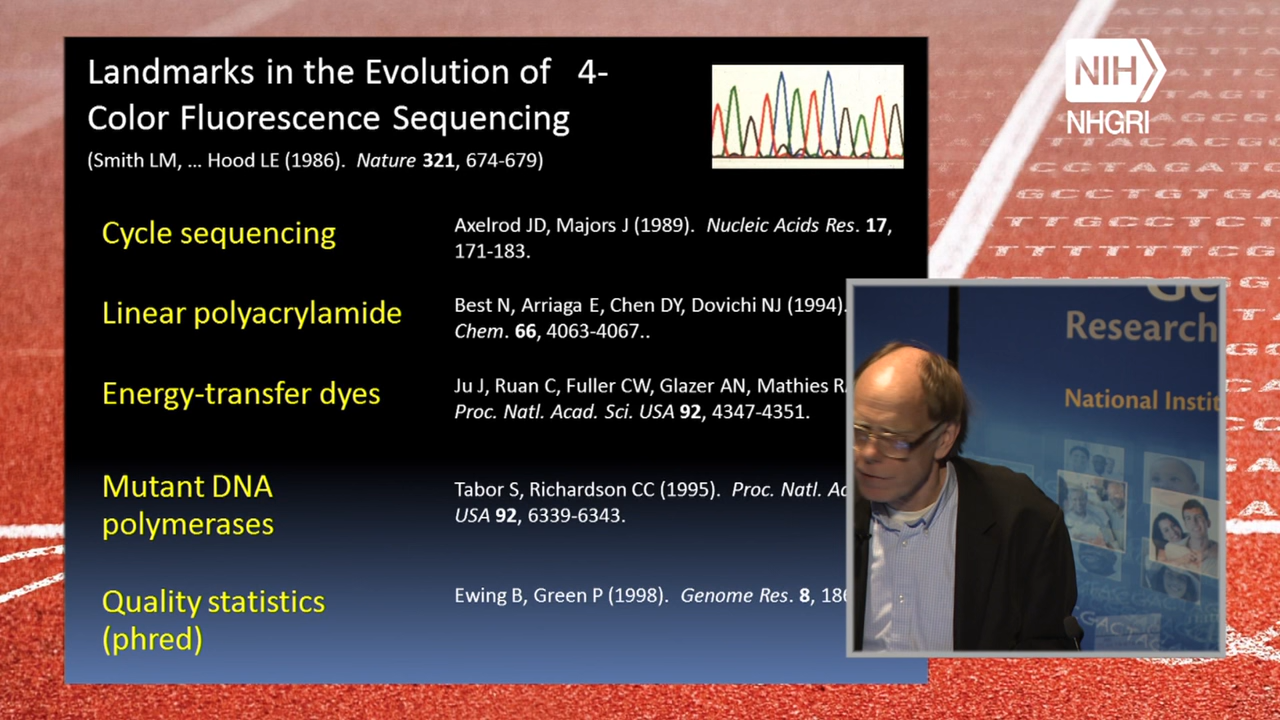 Landmarks in the Evolution of 4-
Color Fluorescence Sequencing
(Smith LM, ... Hood LE (1986). Nature 321, 674-679)
Cycle sequencing
Axelrod JD, Majors J (1989). Nucleic Acids Res. 17,
171-183.
Linear polyacrylamide
Best N, Arriaga E, Chen DY, Dovichi NJ (1994).
Chem. 66, 4063-4067..
Energy-transfer dyes
Ju J, Ruan C, Fuller CW, Glazer AN, Mathies
Proc. Natl. Acad. Sci. USA 92, 4347-4351.
Mutant DNA
polymerases
Tabor S, Richardson CC (1995). Proc. Natl.
USA 92, 6339-6343.
Quality statistics
(phred)
Ewing B, Green P (1998). Genome Res. 8,
NIH
NHGRI
Research
National